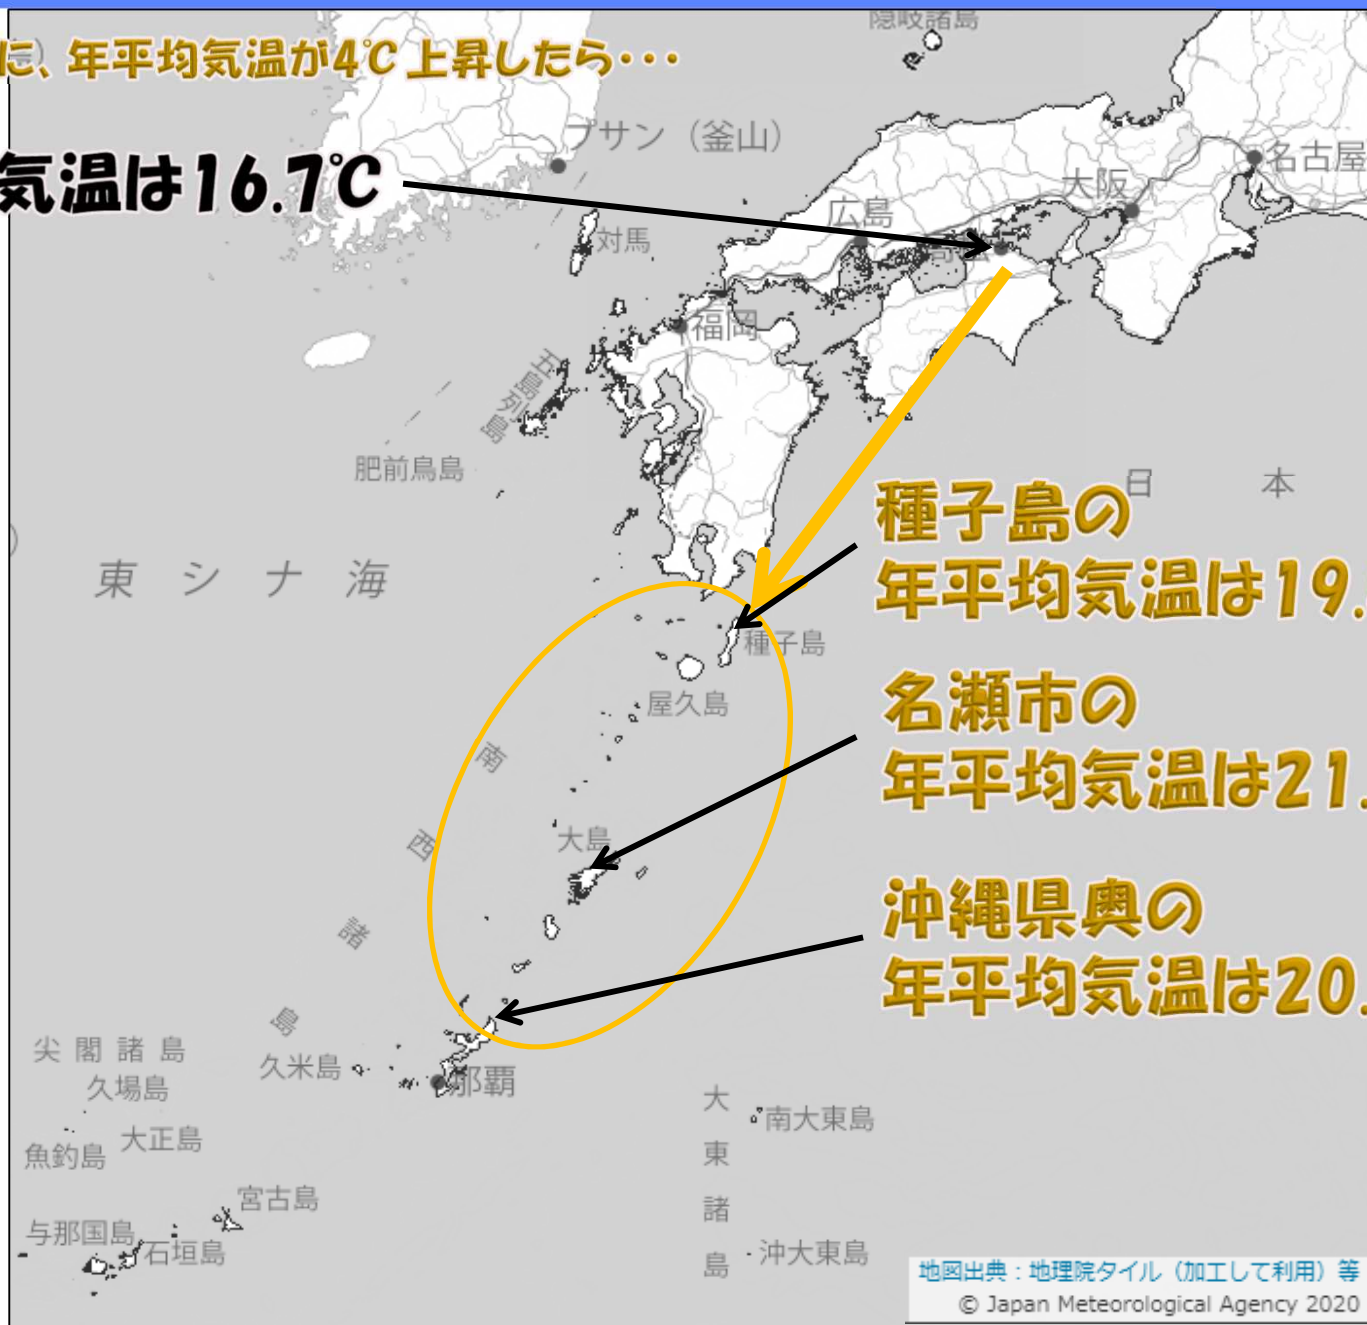 に、年平均気温が4℃上昇したら・・・
気温は16.7℃
隠岐諸島
プサン（釜山）
名古屋
大阪
広島
対馬
福岡
五島列島
肥前鳥島
日本
東シナ海
種子島の
年平均気温は19.
種子島
屋久島
名瀬市の
年平均気温は21.
南西諸島
大島
沖縄県奥の
年平均気温は20.
尖閣諸島
久米島
久場島
那覇
大東諸島
南大東島
大正島
魚釣島
宮古島
与那国島
石垣島
沖大東島
地図出典：地理院タイル（加工して利用）等
© Japan Meteorological Agency 2020